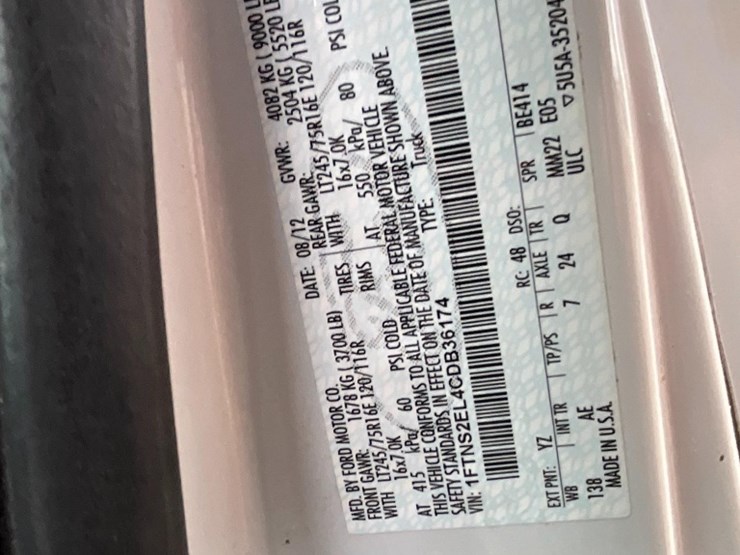 MFD. BY FORD MOTOR CO. DATE: 08/12 GVWR: 4082 KG ( 9000
FRONT GAWR: 1678 KG ( 3700 LB) REAR GAWR: 2504 KG ( 5520
WITH LT245/75R16E 120/116R TIRES WITH LT245/75R16E 120/116R
16x7.0K RIMS 16x7.0K
AT 415 kPa/ 60 PSI COLD AT 550 kPa/ 80 PSI COL
THIS VEHICLE CONFORMS TO ALL APPLICABLE FEDERAL MOTOR VEHICLE
SAFETY STANDARDS IN EFFECT ON THE DATE OF MANUFACTURE SHOWN ABOVE.
VIN: 1FTNS2EL4CDB36174 TYPE: Truck
EXT PNT: YZ RC: 48 DSO: SPR BE414
WB INT TR TP/PS R AXLE TR MM22 E05
138 AE 7 24 Q ULC ▽5U5A-35204
MADE IN U.S.A.